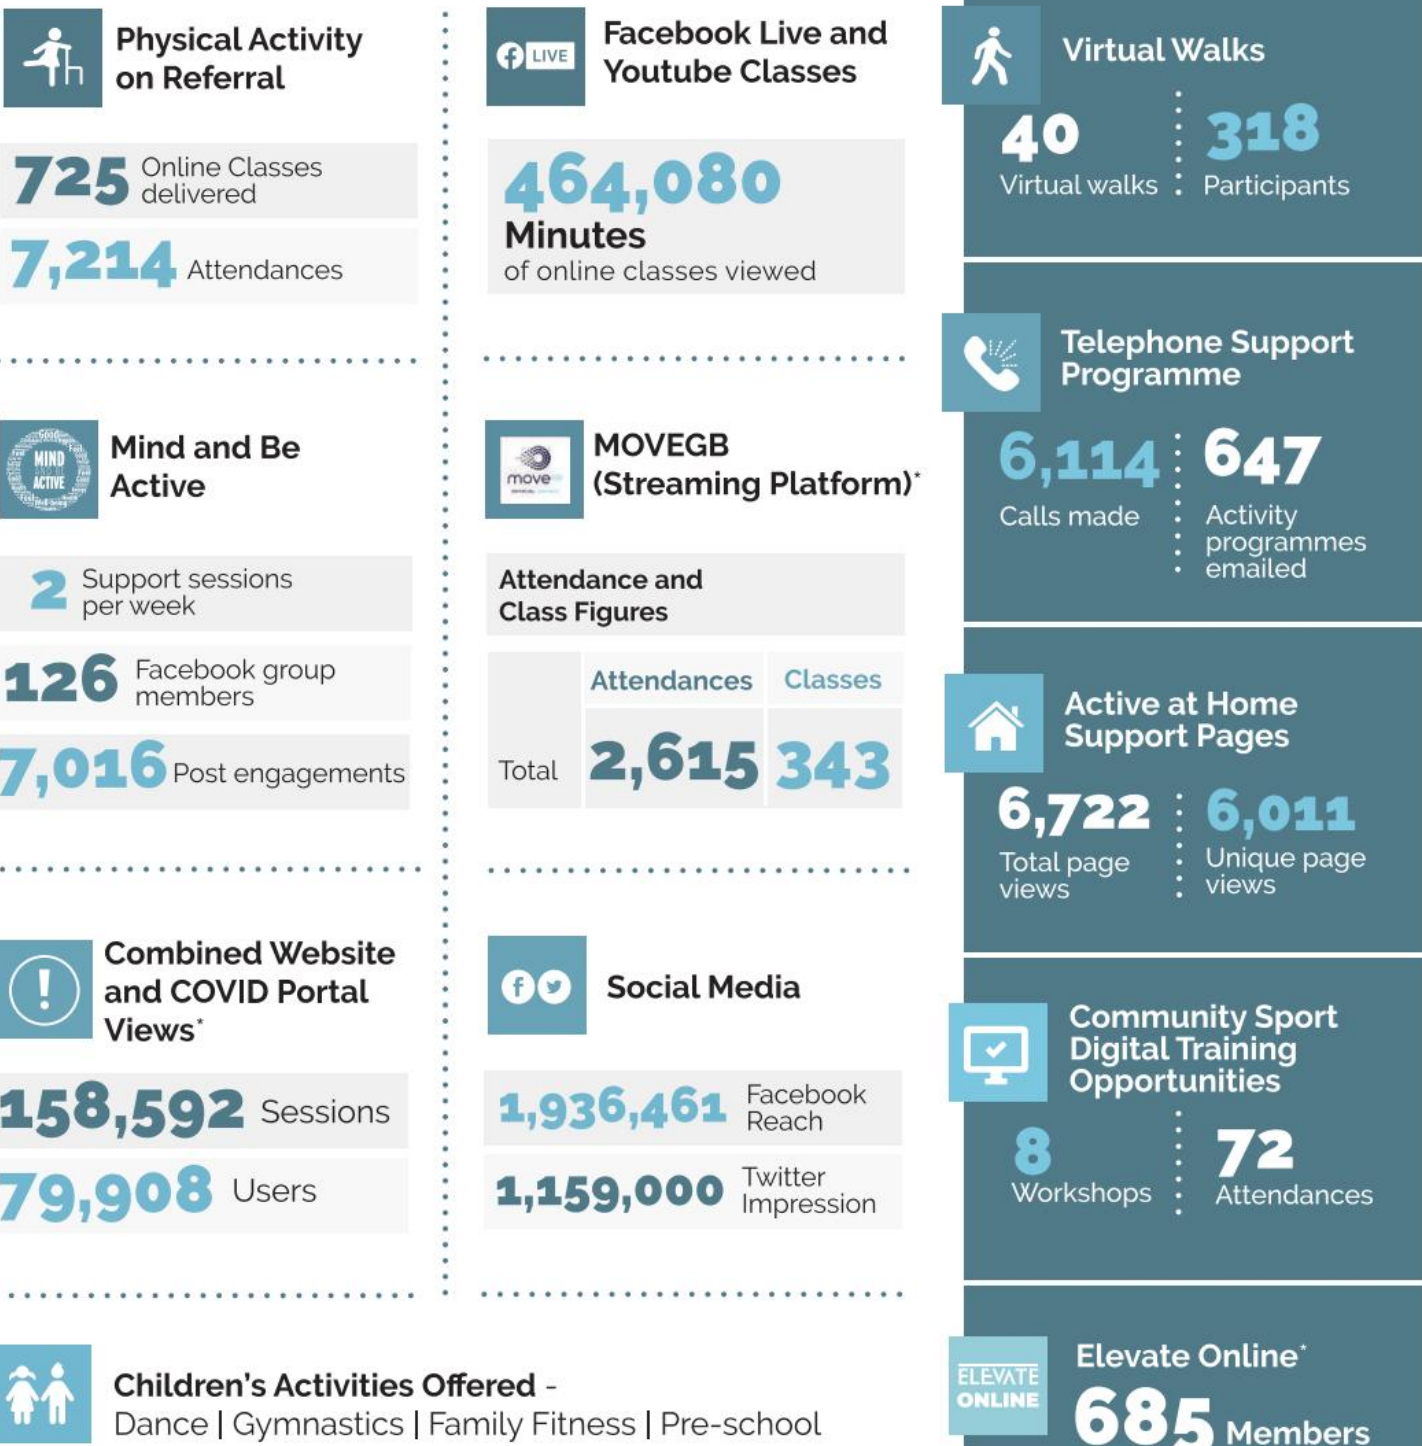 Physical Activity
on Referral
725 Online Classes
delivered
7,214 Attendances
LIVE
Facebook Live and
Youtube Classes
464,080
Minutes
of online classes viewed
Virtual Walks
40
Virtual walks
318
Participants
Telephone Support
Programme
6,114
Calls made
647
Activity
programmes
emailed
MIND
ACTIVE
Mind and Be
Active
2 Support sessions
per week
126 Facebook group
members
7,016 Post engagements
move
MOVEGB
(Streaming Platform)*
Attendance and
Class Figures
Attendances Classes
Total 2,615 343
Active at Home
Support Pages
6,722
Total page
views
6,011
Unique page
views
Combined Website
and COVID Portal
Views*
158,592 Sessions
79,908 Users
Social Media
1,936,461 Facebook
Reach
1,159,000 Twitter
Impression
Community Sport
Digital Training
Opportunities
8
Workshops
72
Attendances
Children's Activities Offered -
Dance | Gymnastics | Family Fitness | Pre-school
ELEVATE
ONLINE
Elevate Online*
685 Members